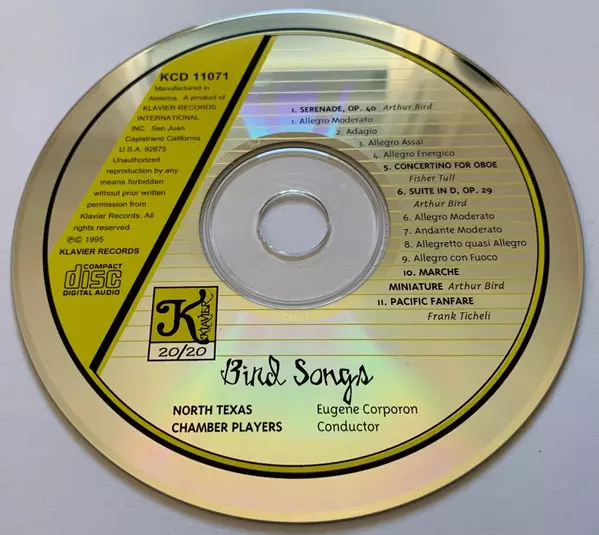 KCD 11071
Manufactured in
America. A product of
KLAVIER RECORDS
INTERNATIONAL
INC. San Juan
Capistrano California
U.S.A. 92675
Unauthorized
reproduction by any
means forbidden
without prior written
permission from
Klavier Records. All
rights reserved.
℗© 1995
KLAVIER RECORDS
COMPACT
disc
DIGITAL AUDIO
K
KLAVIER
20/20
1. SERENADE, OP. 40 Arthur Bird
1. Allegro Moderato
2. Adagio
3. Allegro Assai
4. Allegro Energico
5. CONCERTINO FOR OBOE
Fisher Tull
6. SUITE IN D, OP. 29
Arthur Bird
6. Allegro Moderato
7. Andante Moderato
8. Allegretto quasi Allegro
9. Allegro con Fuoco
10. MARCHE
MINIATURE Arthur Bird
11. PACIFIC FANFARE
Frank Ticheli
Bird Songs
NORTH TEXAS Eugene Corporon
CHAMBER PLAYERS Conductor